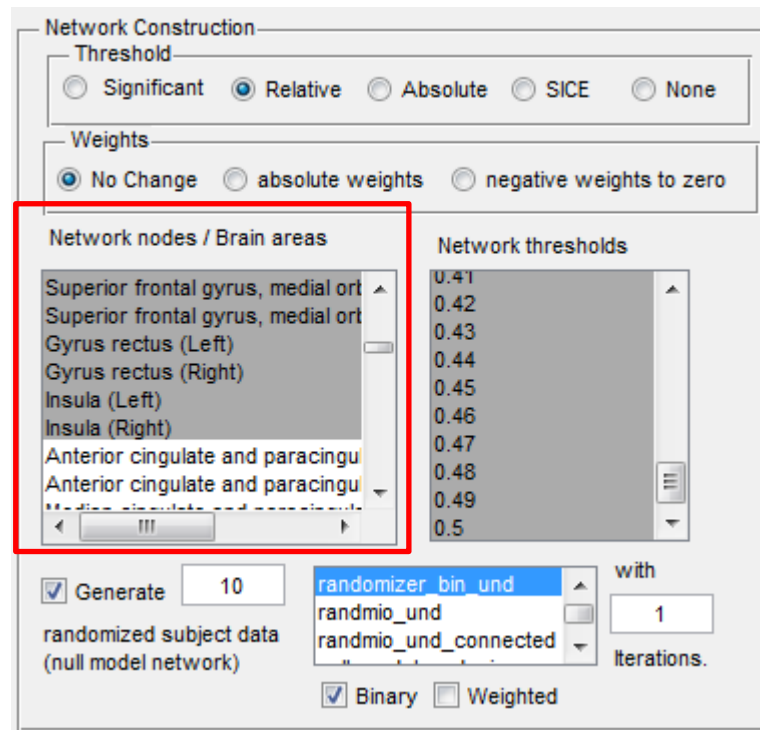 Network Construction
Threshold
Significant Relative Absolute SICE None
Weights
No Change absolute weights negative weights to zero
Network nodes / Brain areas
Superior frontal gyrus, medial orb
Superior frontal gyrus, medial orb
Gyrus rectus (Left)
Gyrus rectus (Right)
Insula (Left)
Insula (Right)
Anterior cingulate and paracingul
Anterior cingulate and paracingul
Network thresholds
0.41
0.42
0.43
0.44
0.45
0.46
0.47
0.48
0.49
0.5
Generate 10
randomized subject data
(null model network)
randomizer_bin_und
randmio_und
randmio_und_connected
with
1
Iterations.
Binary Weighted